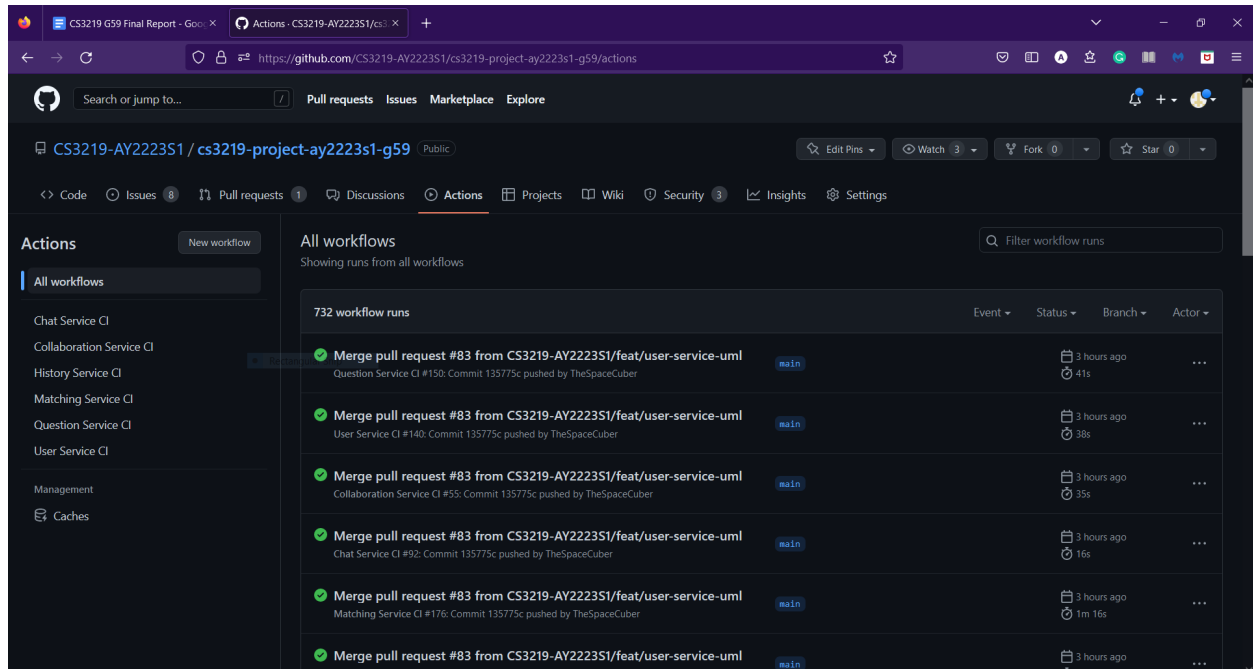 CS3219 G59 Final Report - Goog
Actions · CS3219-AY2223S1/cs3
https://github.com/CS3219-AY2223S1/cs3219-project-ay2223s1-g59/actions
Search or jump to... /
Pull requests Issues Marketplace Explore
CS3219-AY2223S1 / cs3219-project-ay2223s1-g59 Public
Edit Pins Watch 3 Fork 0 Star 0
Code Issues 8 Pull requests 1 Discussions Actions Projects Wiki Security 3 Insights Settings
Actions
New workflow
All workflows
Chat Service CI
Collaboration Service CI
History Service CI
Matching Service CI
Question Service CI
User Service CI
Management
Caches
All workflows
Showing runs from all workflows
Filter workflow runs
732 workflow runs
Event Status Branch Actor
Merge pull request #83 from CS3219-AY2223S1/feat/user-service-uml
Question Service CI #150: Commit 135775c pushed by TheSpaceCuber
main
3 hours ago
41s
Merge pull request #83 from CS3219-AY2223S1/feat/user-service-uml
User Service CI #140: Commit 135775c pushed by TheSpaceCuber
main
3 hours ago
38s
Merge pull request #83 from CS3219-AY2223S1/feat/user-service-uml
Collaboration Service CI #55: Commit 135775c pushed by TheSpaceCuber
main
3 hours ago
35s
Merge pull request #83 from CS3219-AY2223S1/feat/user-service-uml
Chat Service CI #92: Commit 135775c pushed by TheSpaceCuber
main
3 hours ago
16s
Merge pull request #83 from CS3219-AY2223S1/feat/user-service-uml
Matching Service CI #176: Commit 135775c pushed by TheSpaceCuber
main
3 hours ago
1m 16s
Merge pull request #83 from CS3219-AY2223S1/feat/user-service-uml
main
3 hours ago